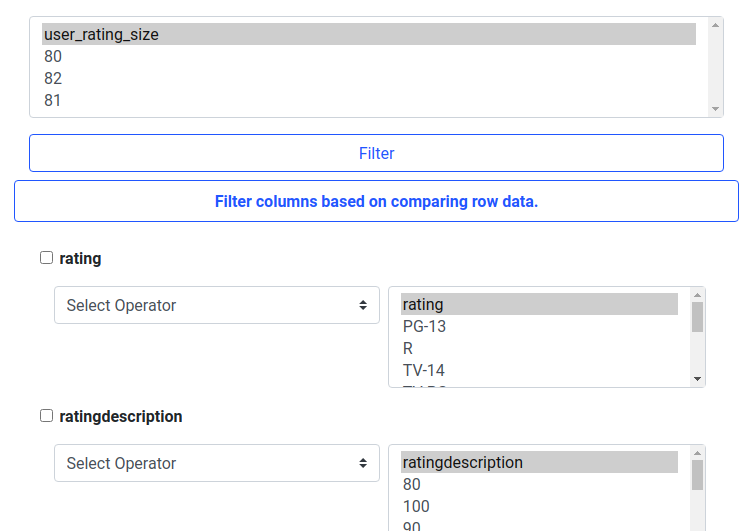 user_rating_size
80
82
81
Filter
Filter columns based on comparing row data.
rating
Select Operator
rating
PG-13
R
TV-14
ratingdescription
Select Operator
ratingdescription
80
100
90